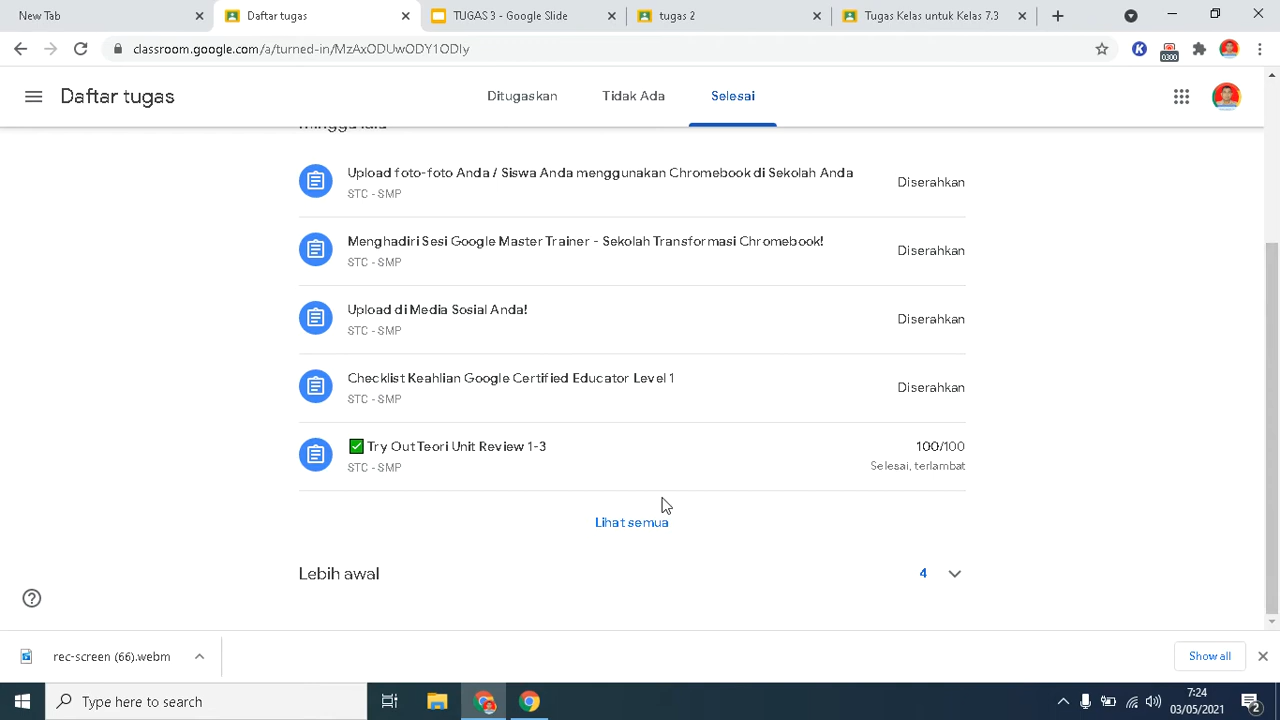 New Tab
Daftar tugas
TUGAS 3 - Google Slide
tugas 2
Tugas Kelas untuk Kelas 7.3
classroom.google.com/a/turned-in/MzAxODUwODY1ODIy
0300
Daftar tugas
Ditugaskan
Tidak Ada
Selesai
minggu lalu
Upload foto-foto Anda / Siswa Anda menggunakan Chromebook di Sekolah Anda
STC - SMP
Diserahkan
Menghadiri Sesi Google Master Trainer - Sekolah Transformasi Chromebook!
STC - SMP
Diserahkan
Upload di Media Sosial Anda!
STC - SMP
Diserahkan
Checklist Keahlian Google Certified Educator Level 1
STC - SMP
Diserahkan
✅ Try Out Teori Unit Review 1-3
STC - SMP
100/100
Selesai, terlambat
Lihat semua
Lebih awal
4
rec-screen (66).webm
Show all
Type here to search
7:24
03/05/2021
2